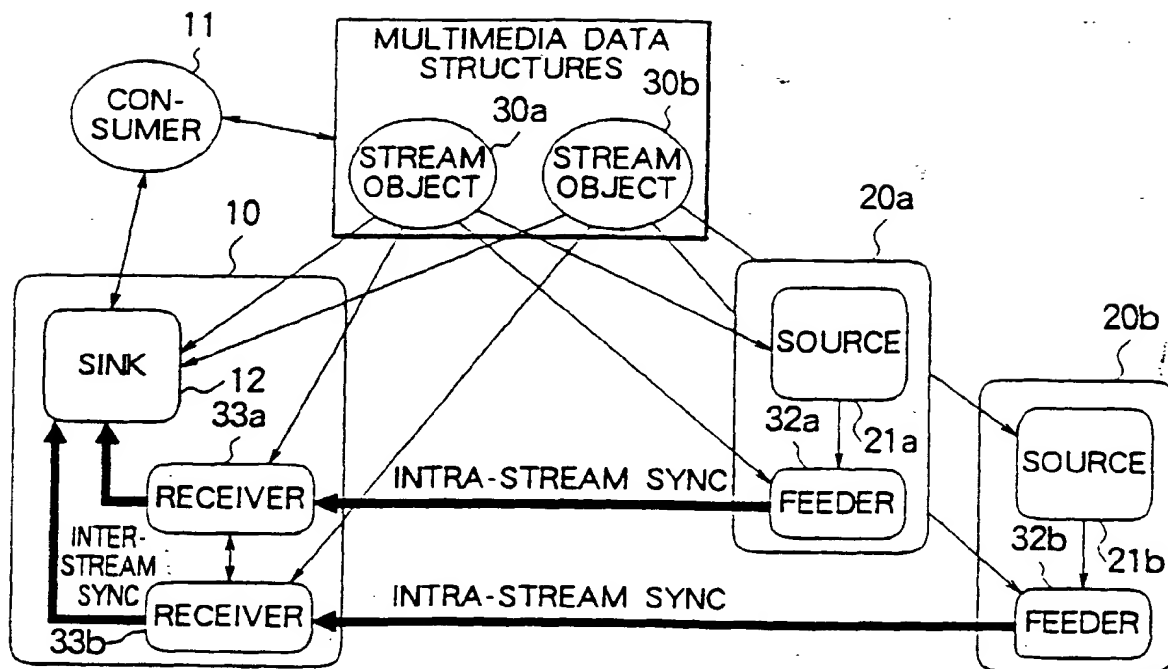 11
CON-
SUMER
MULTIMEDIA DATA
STRUCTURES
30a
30b
STREAM
OBJECT
STREAM
OBJECT
10
20a
SINK
12
SOURCE
20b
33a
32a
21a
SOURCE
RECEIVER
INTRA-STREAM SYNC
FEEDER
INTER-
STREAM
SYNC
32b
21b
RECEIVER
INTRA-STREAM SYNC
FEEDER
33b